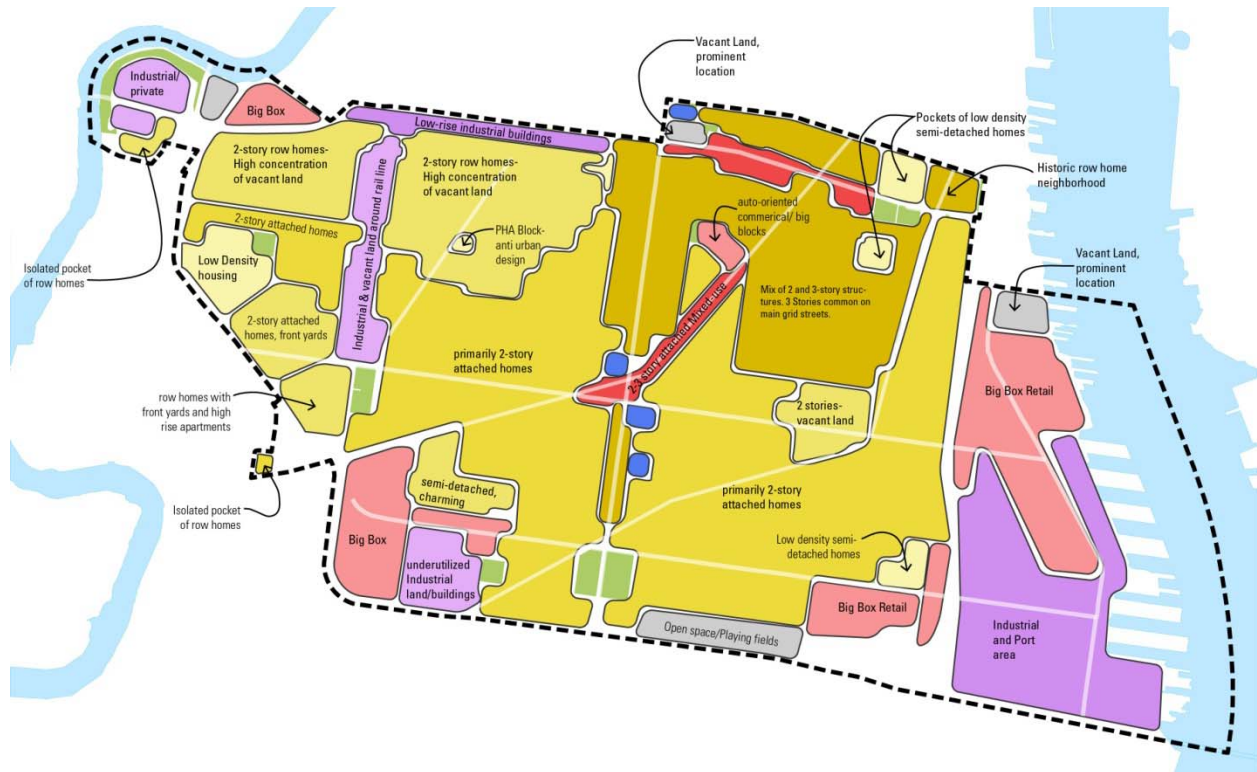 Vacant Land,
prominent
location
Industrial/
private
Big Box
Low-rise industrial buildings
Pockets of low density
semi-detached homes
2-story row homes-
High concentration
of vacant land
2-story row homes-
High concentration
of vacant land
Historic row home
neighborhood
auto-oriented
commerical/ big
blocks
2-story attached homes
PHA Block-
anti urban
design
Isolated pocket
of row homes
Low Density
housing
Industrial & vacant land around rail line
Vacant Land,
prominent
location
Mix of 2 and 3-story struc-
tures. 3 Stories common on
main grid streets.
2-story attached
homes, front yards
primarily 2-story
attached homes
2-3 story attached Mixed-use
Big Box Retail
row homes with
front yards and high
rise apartments
2 stories-
vacant land
semi-detached,
charming
primarily 2-story
attached homes
Isolated pocket
of row homes
Big Box
Low density semi-
detached homes
underutilized
Industrial
land/buildings
Big Box Retail
Open space/Playing fields
Industrial
and Port
area